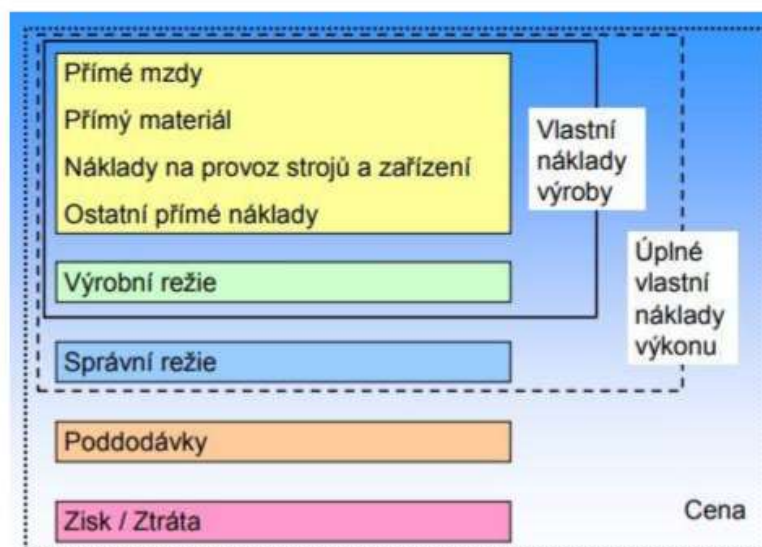 Přímé mzdy
Přímý materiál
Náklady na provoz strojů a zařízení
Ostatní přímé náklady
Vlastní
náklady
výroby
Výrobní režie
Úplné
vlastní
náklady
výkonu
Správní režie
Poddodávky
Zisk / Ztráta
Cena